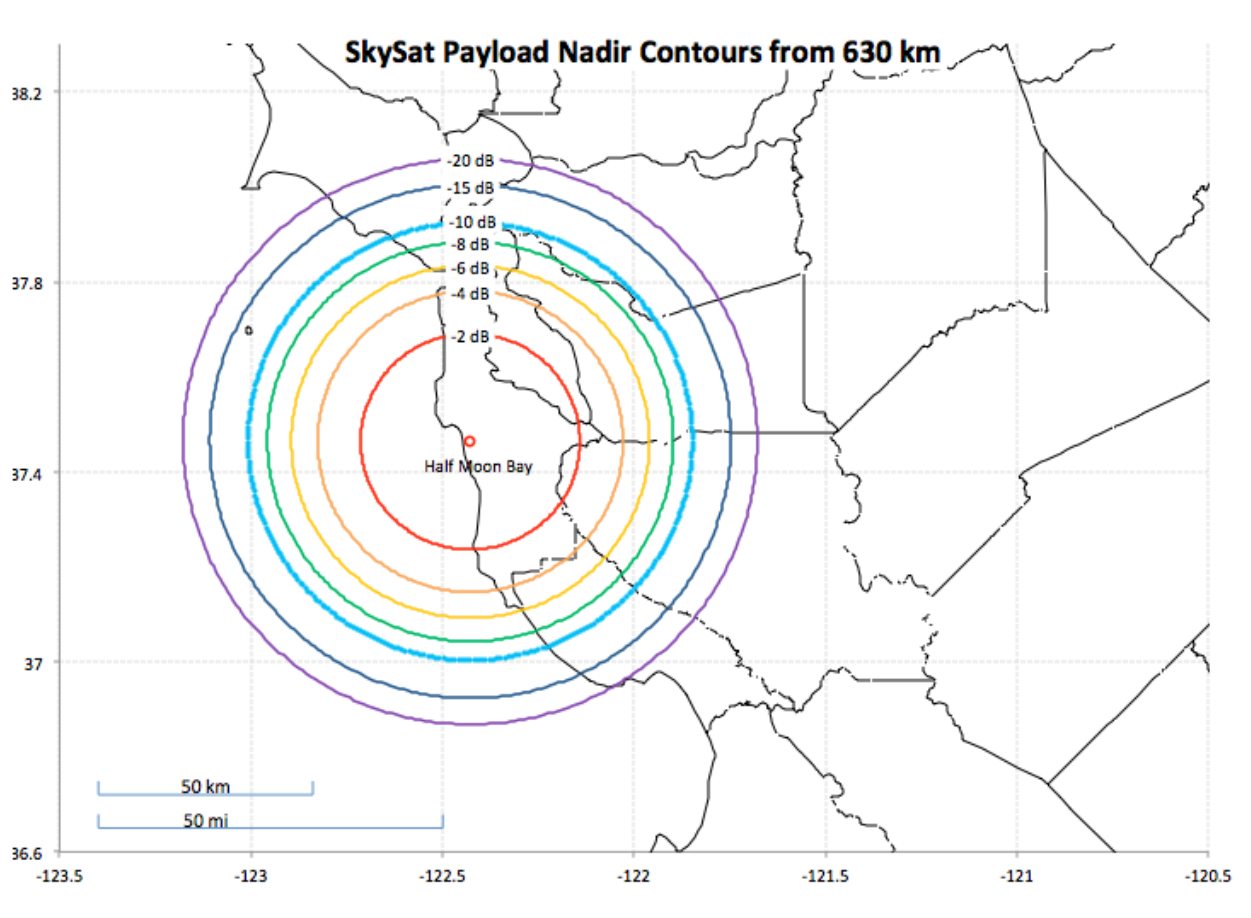 SkySat Payload Nadir Contours from 630 km
38.2
-20 dB
-15 dB
-10 dB
-8 dB
-6 dB
37.8
-4 dB
-2 dB
Half Moon Bay
37.4
37
50 km
50 mi
36.6
-123.5
-123
-122.5
-122
-121.5
-121
-120.5